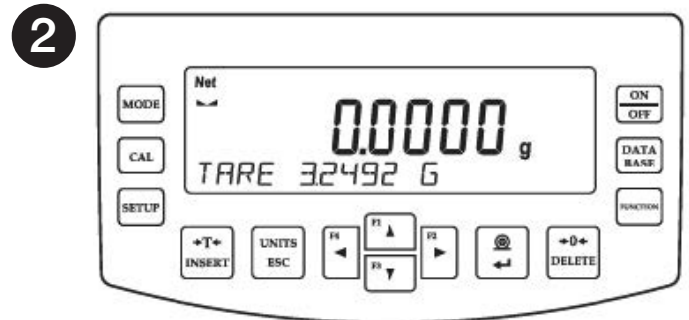 2
Net
0.0000 g
TARE 3.2492 G
MODE
CAL
SETUP
ON
OFF
DATA
BASE
FUNCTION
→T←
INSERT
UNITS
ESC
F4
F1
F3
F2
→0←
DELETE